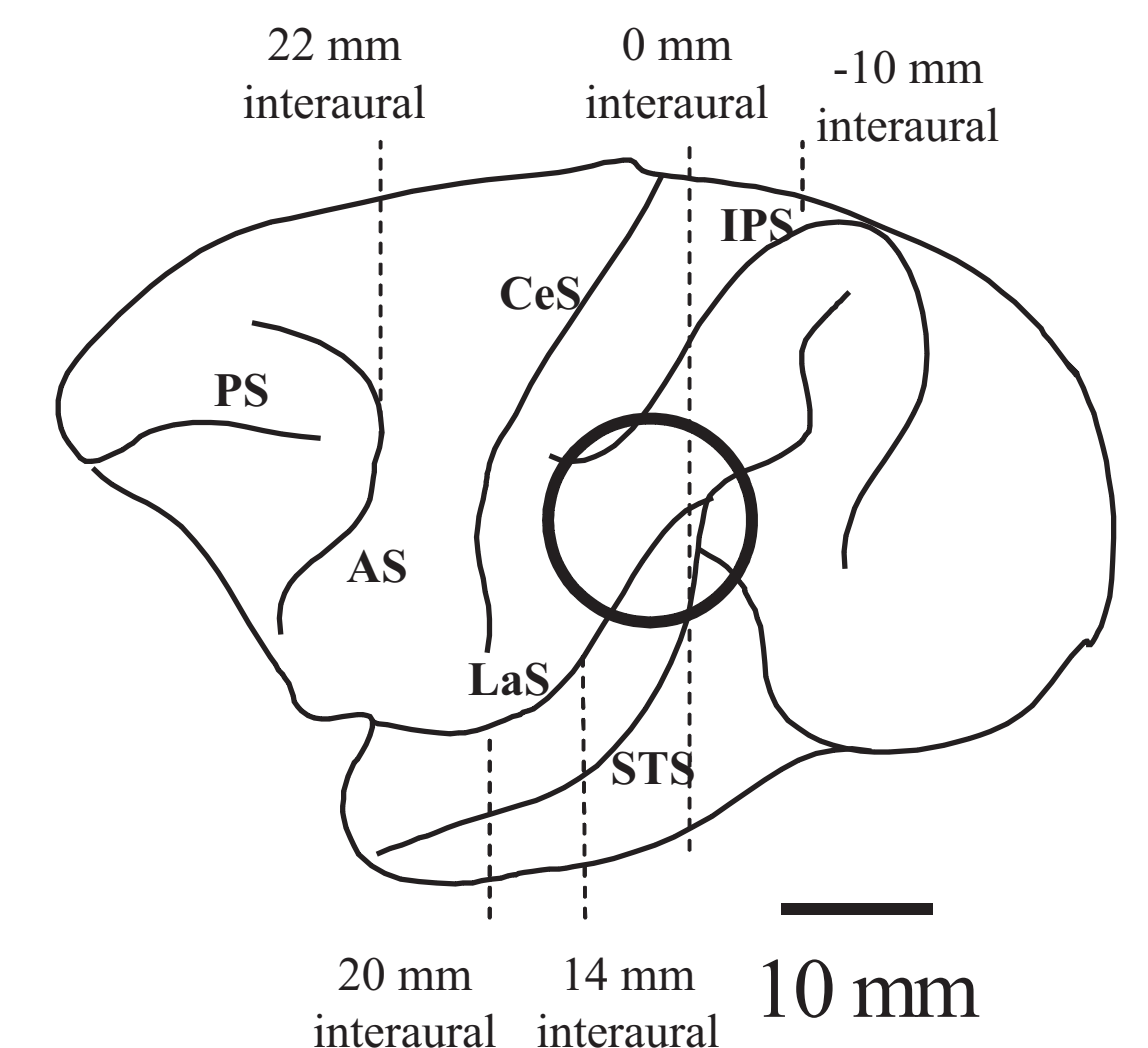 22 mm
interaural
0 mm
interaural
-10 mm
interaural
IPS
CeS
PS
AS
LaS
STS
20 mm
interaural
14 mm
interaural
10 mm